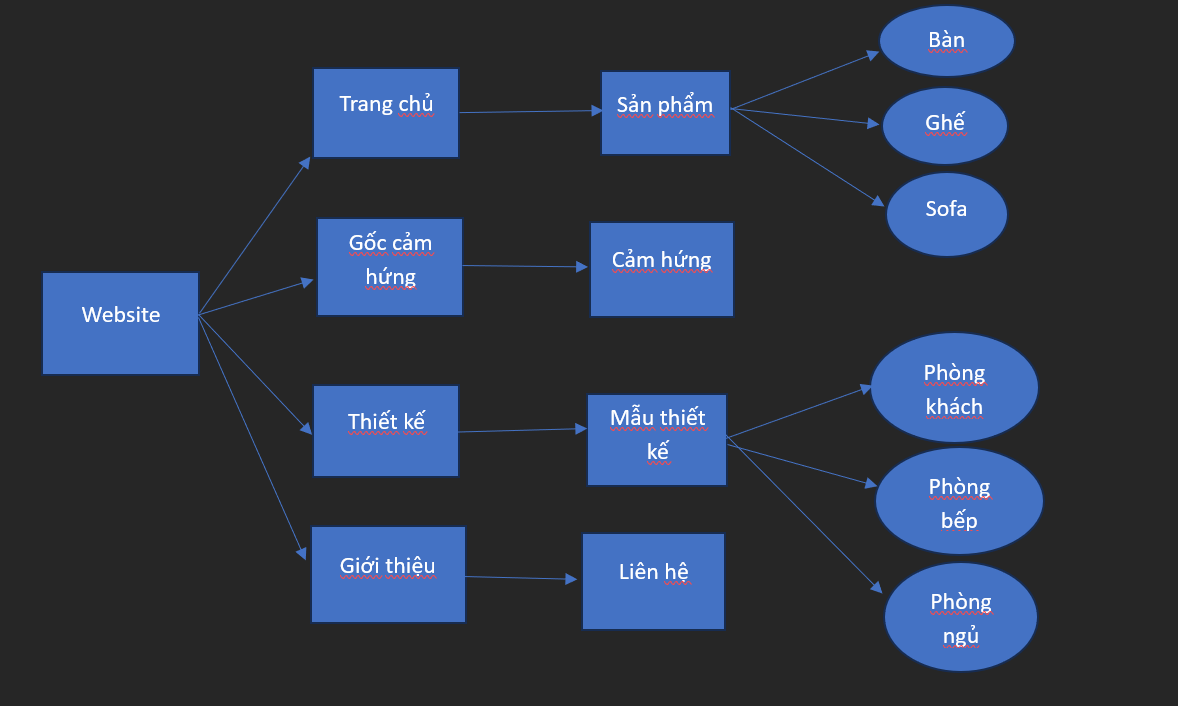 Website
Trang chủ
Sản phẩm
Bàn
Ghế
Sofa
Gốc cảm
hứng
Cảm hứng
Thiết kế
Mẫu thiết
kế
Phòng
khách
Phòng
bếp
Phòng
ngủ
Giới thiệu
Liên hệ